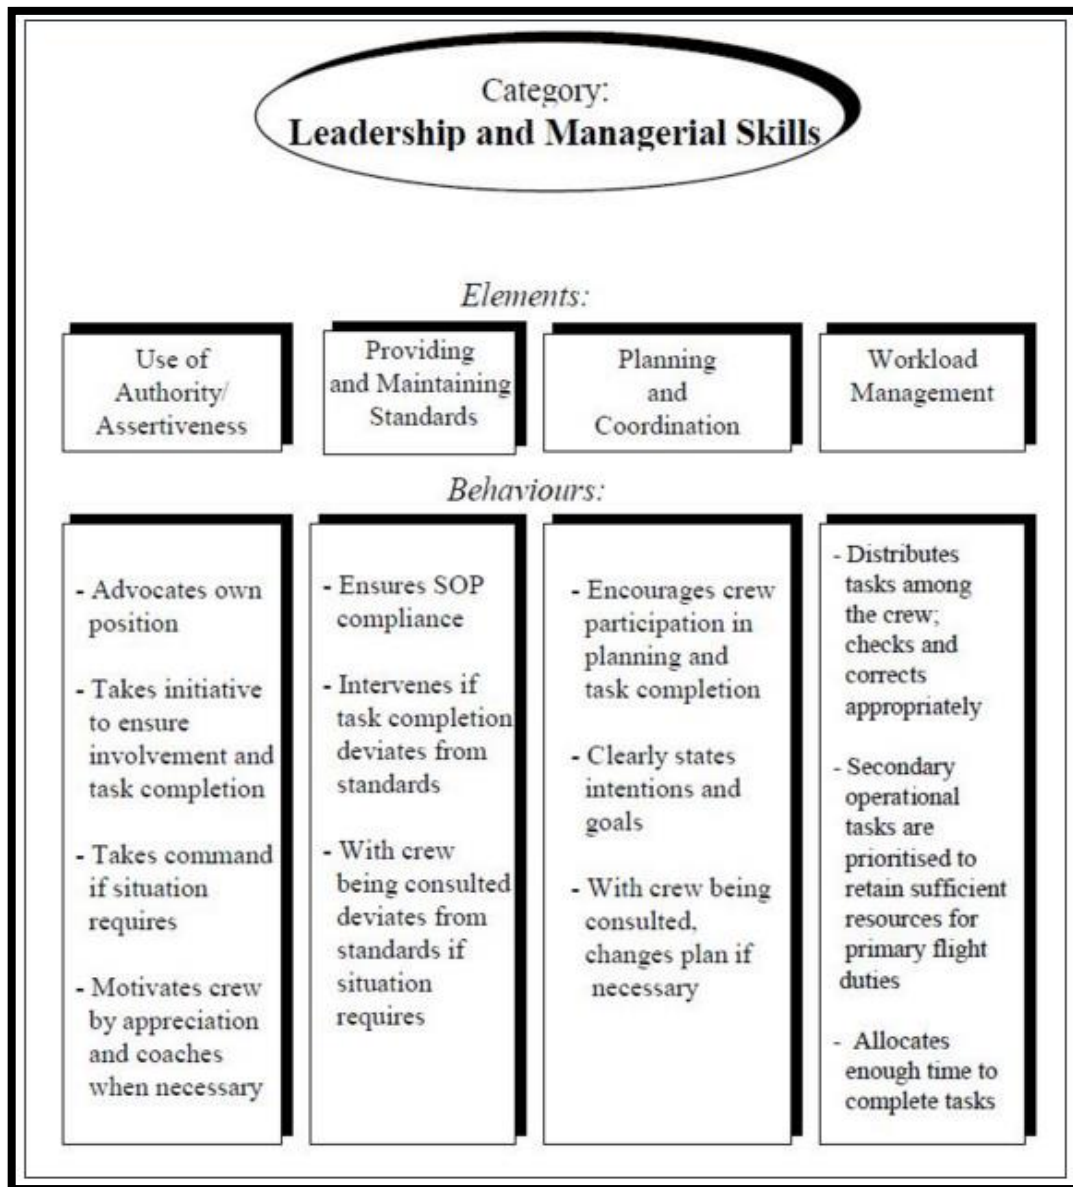 Category:
Leadership and Managerial Skills
Elements:
Use of
Authority/
Assertiveness
Providing
and Maintaining
Standards
Planning
and
Coordination
Workload
Management
Behaviours:
- Advocates own
position
- Takes initiative
to ensure
involvement and
task completion
- Takes command
if situation
requires
- Motivates crew
by appreciation
and coaches
when necessary
- Ensures SOP
compliance
- Intervenes if
task completion
deviates from
standards
- With crew
being consulted
deviates from
standards if
situation
requires
- Encourages crew
participation in
planning and
task completion
- Clearly states
intentions and
goals
- With crew being
consulted,
changes plan if
necessary
- Distributes
tasks among
the crew;
checks and
corrects
appropriately
- Secondary
operational
tasks are
prioritised to
retain sufficient
resources for
primary flight
duties
- Allocates
enough time to
complete tasks